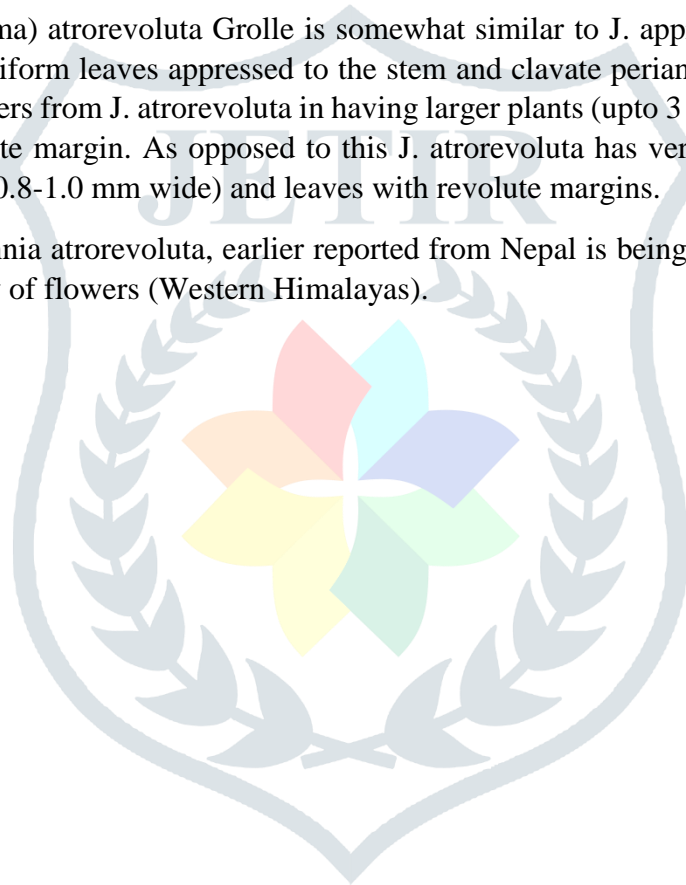 ma) atrorevoluta Grolle is somewhat similar to J. app
iform leaves appressed to the stem and clavate perian
ers from J. atrorevoluta in having larger plants (upto 3
te margin. As opposed to this J. atrorevoluta has ver
0.8-1.0 mm wide) and leaves with revolute margins.
nia atrorevoluta, earlier reported from Nepal is being
of flowers (Western Himalayas).
JETIR